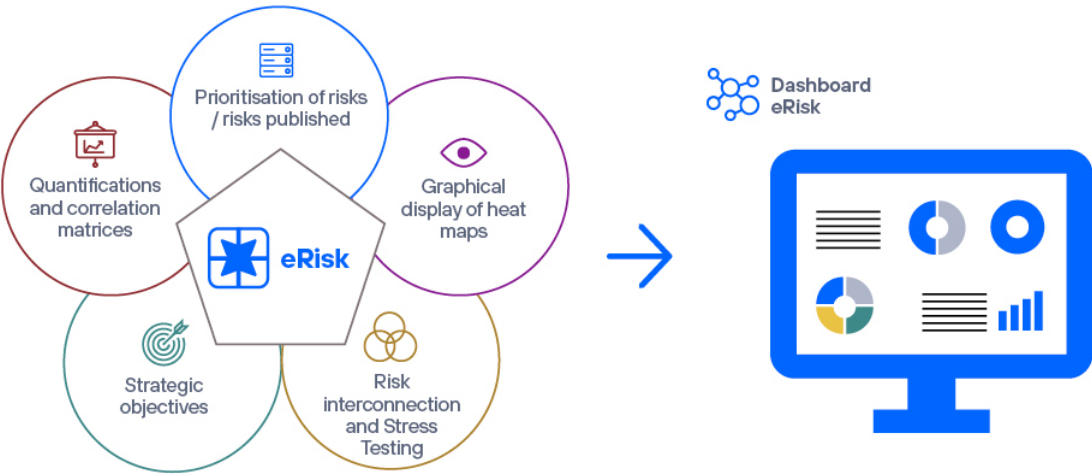 Prioritisation of risks
/ risks published
Quantifications
and correlation
matrices
Graphical
display of heat
maps
eRisk
Strategic
objectives
Risk
interconnection
and Stress
Testing
Dashboard
eRisk